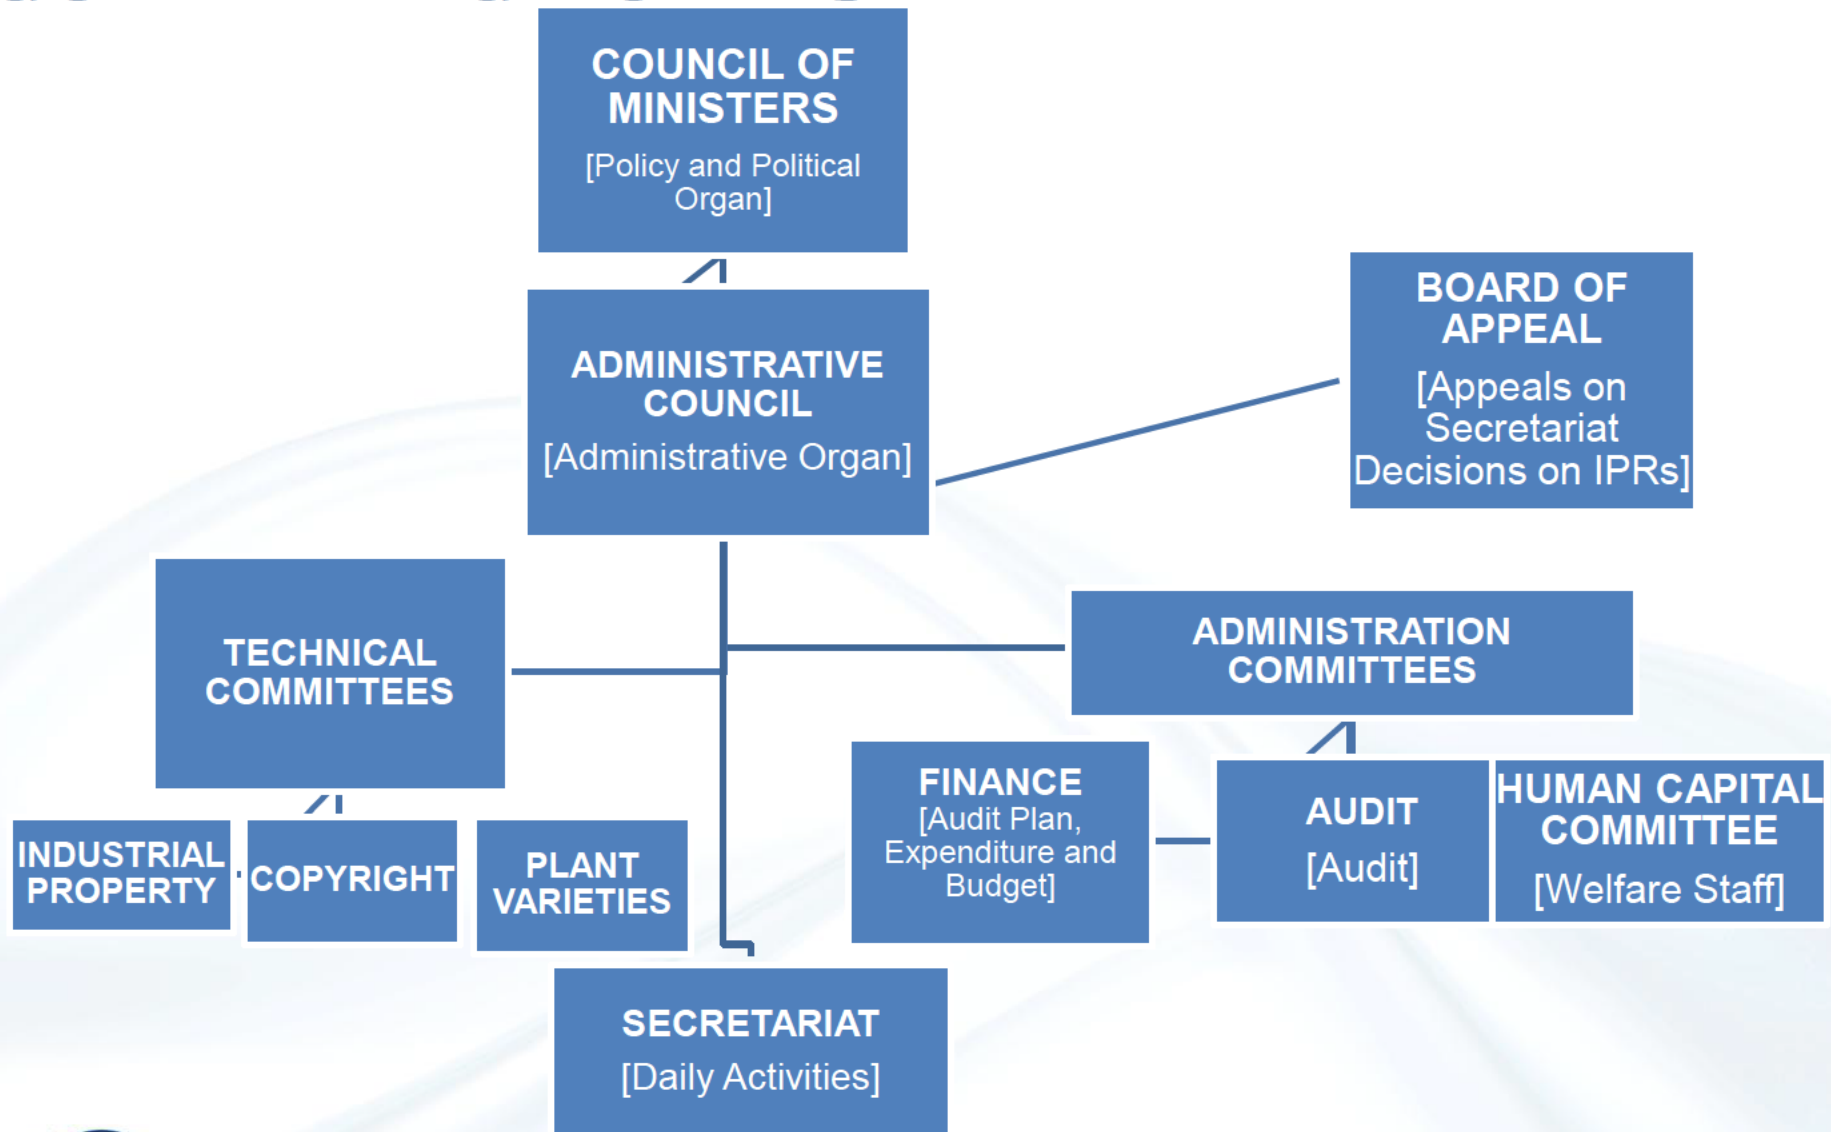 COUNCIL OF
MINISTERS
[Policy and Political
Organ]
ADMINISTRATIVE
COUNCIL
[Administrative Organ]
BOARD OF
APPEAL
[Appeals on
Secretariat
Decisions on IPRs]
TECHNICAL
COMMITTEES
ADMINISTRATION
COMMITTEES
INDUSTRIAL
PROPERTY
COPYRIGHT
PLANT
VARIETIES
FINANCE
[Audit Plan,
Expenditure and
Budget]
AUDIT
[Audit]
HUMAN CAPITAL
COMMITTEE
[Welfare Staff]
SECRETARIAT
[Daily Activities]